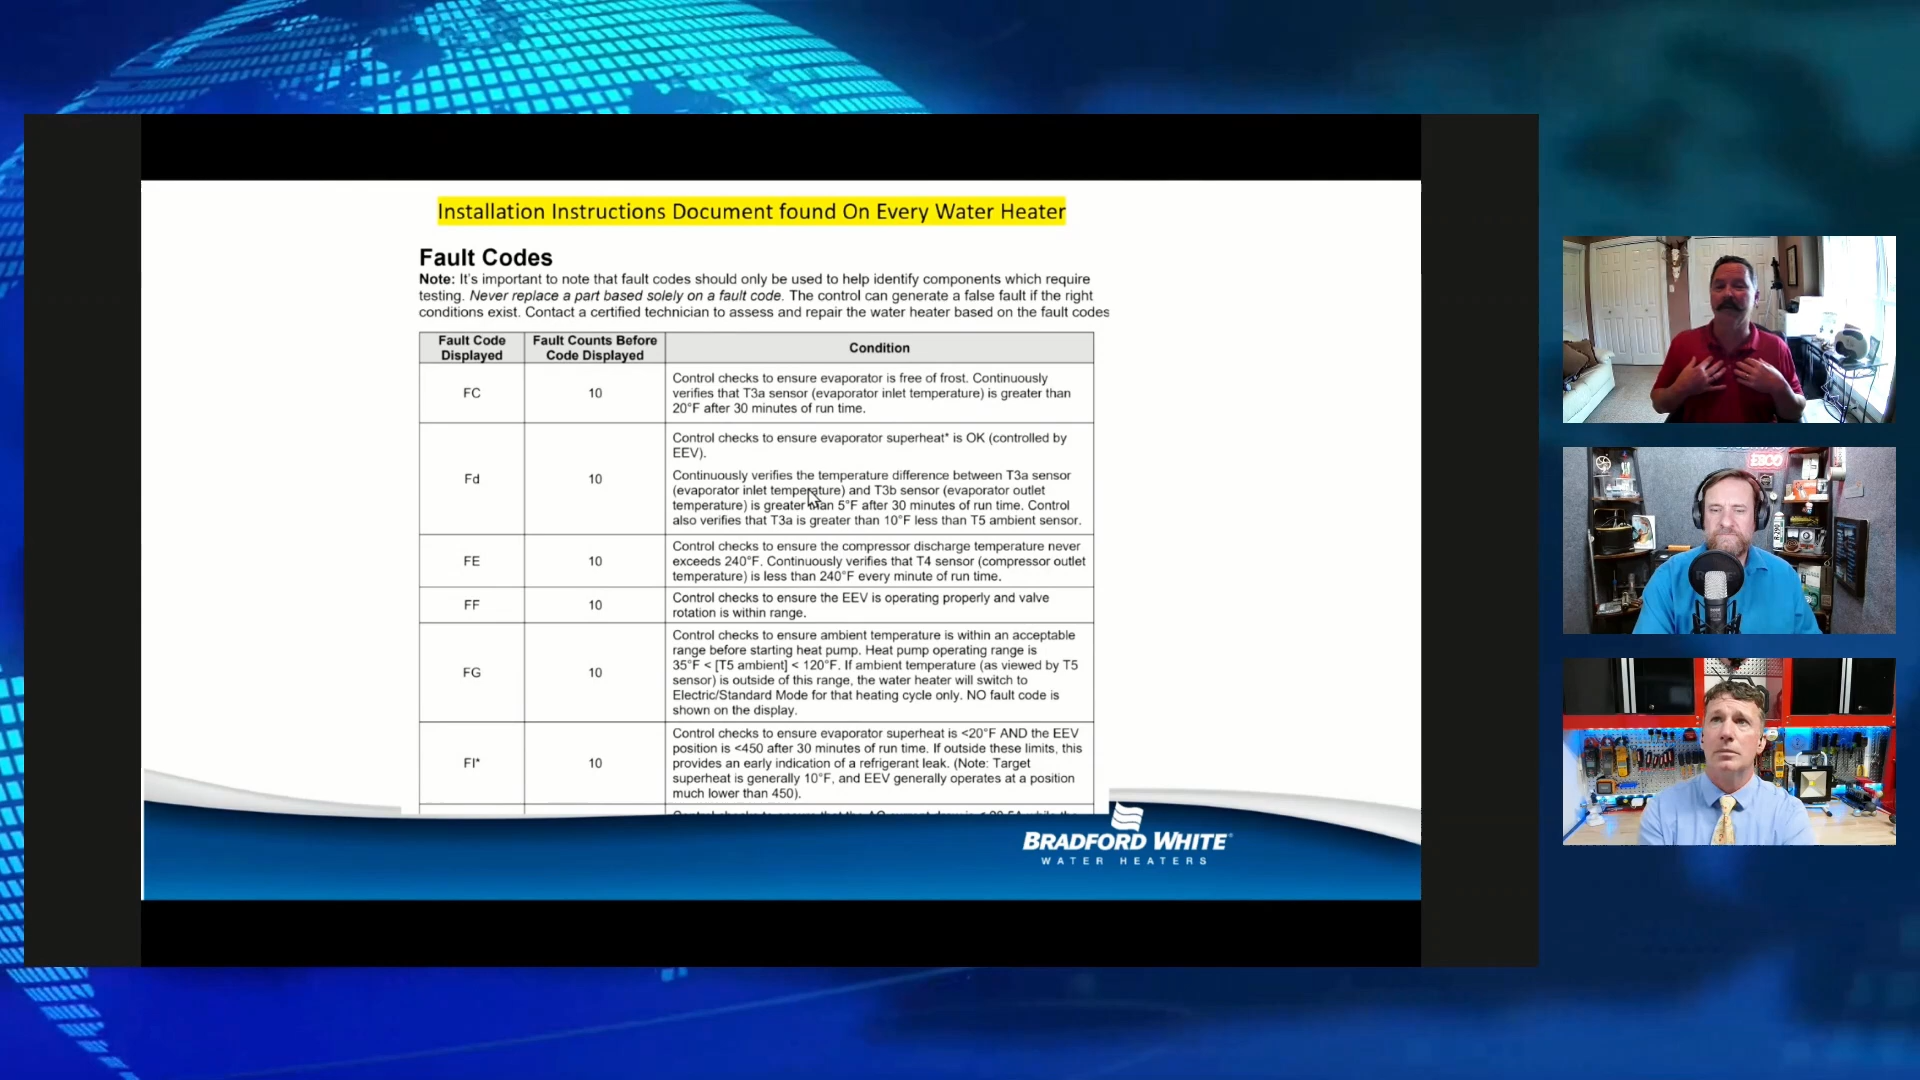 Installation Instructions Document found On Every Water Heater
Fault Codes
Note: It's important to note that fault codes should only be used to help identify components which require
testing. Never replace a part based solely on a fault code. The control can generate a false fault if the right
conditions exist. Contact a certified technician to assess and repair the water heater based on the fault codes
Fault Code
Displayed
Fault Counts Before
Code Displayed
Condition
FC
10
Control checks to ensure evaporator is free of frost. Continuously
verifies that T3a sensor (evaporator inlet temperature) is greater than
20°F after 30 minutes of run time.
Fd
10
Control checks to ensure evaporator superheat* is OK (controlled by
EEV).
Continuously verifies the temperature difference between T3a sensor
(evaporator inlet temperature) and T3b sensor (evaporator outlet
temperature) is greater than 5°F after 30 minutes of run time. Control
also verifies that T3a is greater than 10°F less than T5 ambient sensor.
FE
10
Control checks to ensure the compressor discharge temperature never
exceeds 240°F. Continuously verifies that T4 sensor (compressor outlet
temperature) is less than 240°F every minute of run time.
FF
10
Control checks to ensure the EEV is operating properly and valve
rotation is within range.
FG
10
Control checks to ensure ambient temperature is within an acceptable
range before starting heat pump. Heat pump operating range is
35°F < [T5 ambient] < 120°F. If ambient temperature (as viewed by T5
sensor) is outside of this range, the water heater will switch to
Electric/Standard Mode for that heating cycle only. NO fault code is
shown on the display.
FI*
10
Control checks to ensure evaporator superheat is <20°F AND the EEV
position is <450 after 30 minutes of run time. If outside these limits, this
provides an early indication of a refrigerant leak. (Note: Target
superheat is generally 10°F, and EEV generally operates at a position
much lower than 450).
BRADFORD WHITE
WATER HEATERS